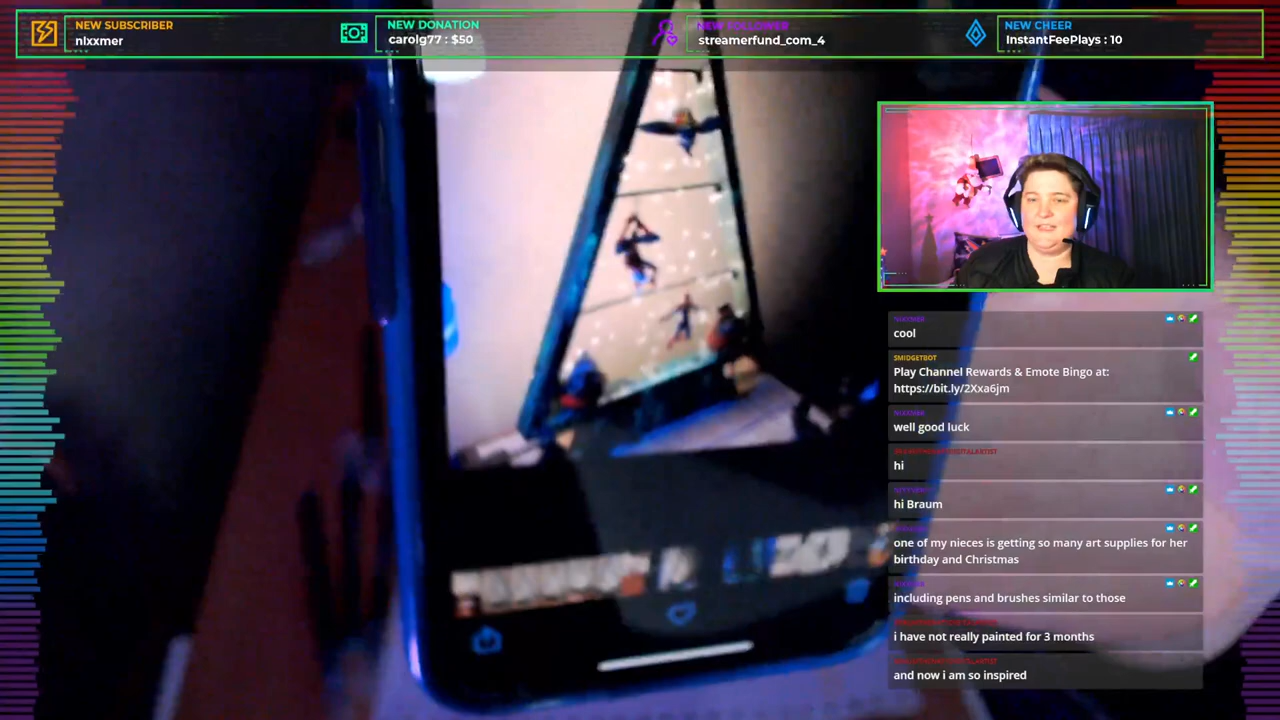 NEW SUBSCRIBER
nlxxmer
NEW DONATION
carolg77 : $50
NEW FOLLOWER
streamerfund_com_4
NEW CHEER
InstantFeePlays : 10
cool
SMIDGETBOT
Play Channel Rewards & Emote Bingo at:
https://bit.ly/2Xxa6jm
well good luck
hi
hi Braum
one of my nieces is getting so many art supplies for her
birthday and Christmas
including pens and brushes similar to those
i have not really painted for 3 months
and now i am so inspired